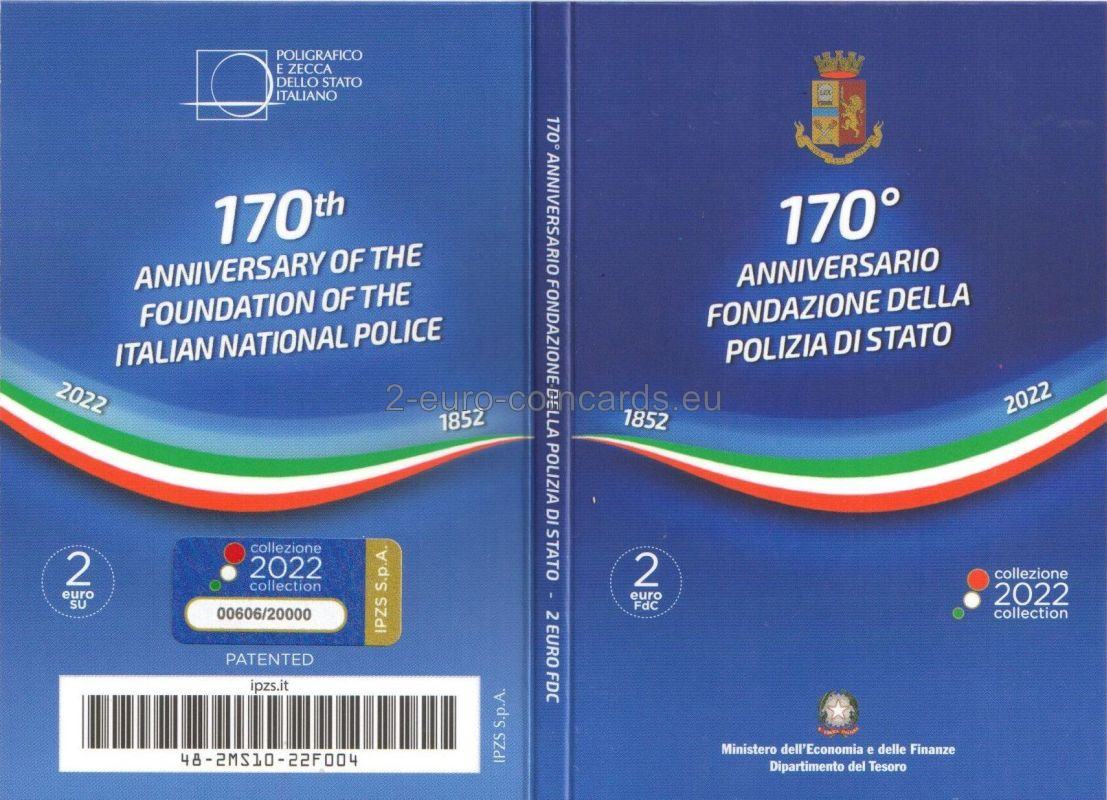 POLIGRAFICO
E ZECCA
DELLO STATO
ITALIANO
170th
ANNIVERSARY OF THE
FOUNDATION OF THE
ITALIAN NATIONAL POLICE
2022
1852
2
euro
SU
collezione
2022
collection
00606/20000
IPZS S.p.A.
PATENTED
ipzs.it
48-2MS10-22F004
IPZS S.p.A.
170° ANNIVERSARIO FONDAZIONE DELLA POLIZIA DI STATO - 2 EURO FDC
170°
ANNIVERSARIO
FONDAZIONE DELLA
POLIZIA DI STATO
1852
2022
2
euro
FdC
collezione
2022
collection
Ministero dell'Economia e delle Finanze
Dipartimento del Tesoro
2-euro-comcards.eu